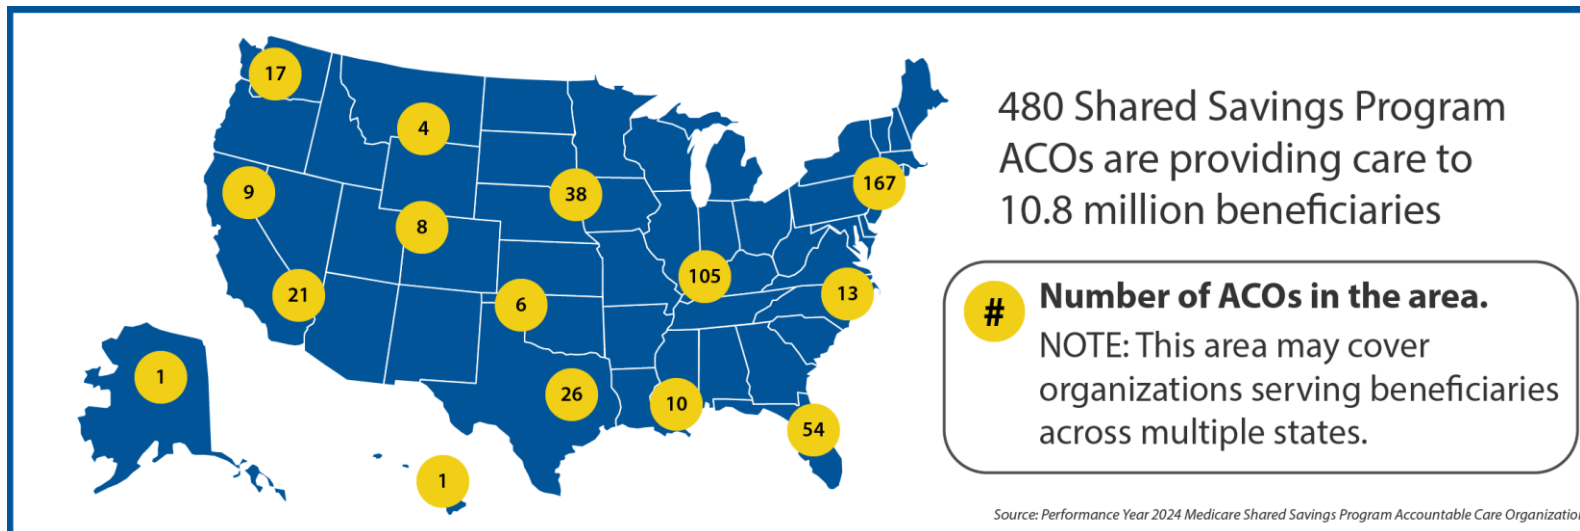 17
4
9
8
38
167
21
6
105
13
1
26
10
54
1
480 Shared Savings Program
ACOs are providing care to
10.8 million beneficiaries
# Number of ACOs in the area.
NOTE: This area may cover
organizations serving beneficiaries
across multiple states.
Source: Performance Year 2024 Medicare Shared Savings Program Accountable Care